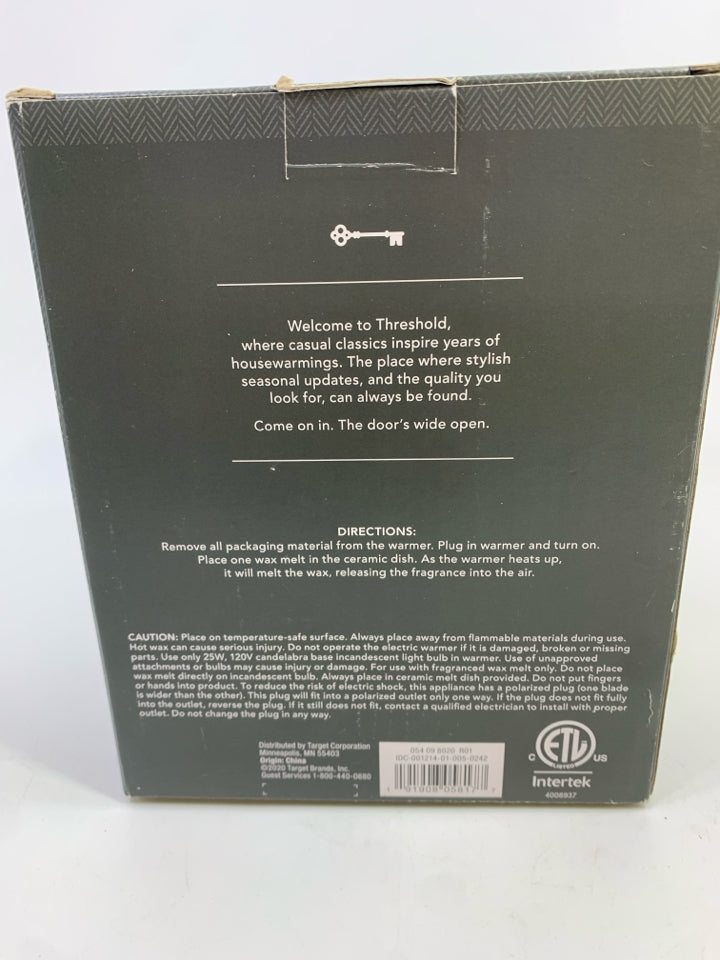 Welcome to Threshold,
where casual classics inspire years of
housewarmings. The place where stylish
seasonal updates, and the quality you
look for, can always be found.
Come on in. The door's wide open.
DIRECTIONS:
Remove all packaging material from the warmer. Plug in warmer and turn on.
Place one wax melt in the ceramic dish. As the warmer heats up,
it will melt the wax, releasing the fragrance into the air.
CAUTION: Place on temperature-safe surface. Always place away from flammable materials during use.
Hot wax can cause serious injury. Do not operate the electric warmer if it is damaged, broken or missing
parts. Use only 25W, 120V candelabra base incandescent light bulb in warmer. Use of unapproved
attachments or bulbs may cause injury or damage. For use with fragranced wax melt only. Do not place
wax melt directly on incandescent bulb. Always place in ceramic melt dish provided. Do not put fingers
or hands into product. To reduce the risk of electric shock, this appliance has a polarized plug (one blade
is wider than the other). This plug will fit into a polarized outlet only one way. If the plug does not fit fully
into the outlet, reverse the plug. If it still does not fit, contact a qualified electrician to install with proper
outlet. Do not change the plug in any way.
Distributed by Target Corporation
Minneapolis, MN 55403
Origin: China
©2020 Target Brands, Inc.
Guest Services 1-800-440-0680
054 09 6020 R01
IDC-001214-01-005-0242
1 91908 05817 7
C ETL US
LISTED
Intertek
4008937